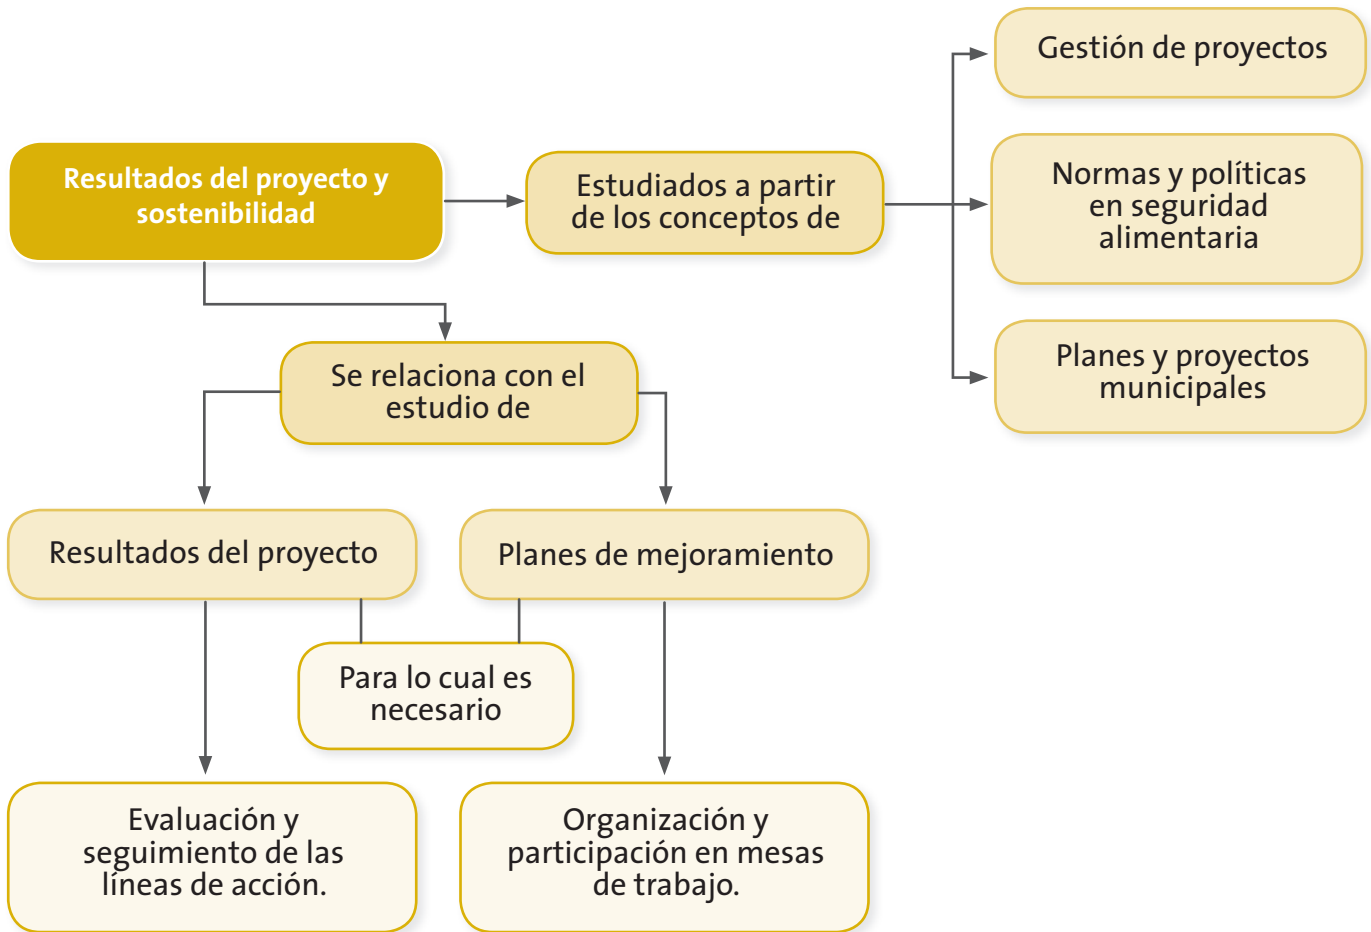 Gestión de proyectos
Resultados del proyecto y
sostenibilidad
Estudiados a partir
de los conceptos de
Normas y políticas
en seguridad
alimentaria
Planes y proyectos
municipales
Se relaciona con el
estudio de
Resultados del proyecto
Planes de mejoramiento
Para lo cual es
necesario
Evaluación y
seguimiento de las
líneas de acción.
Organización y
participación en mesas
de trabajo.